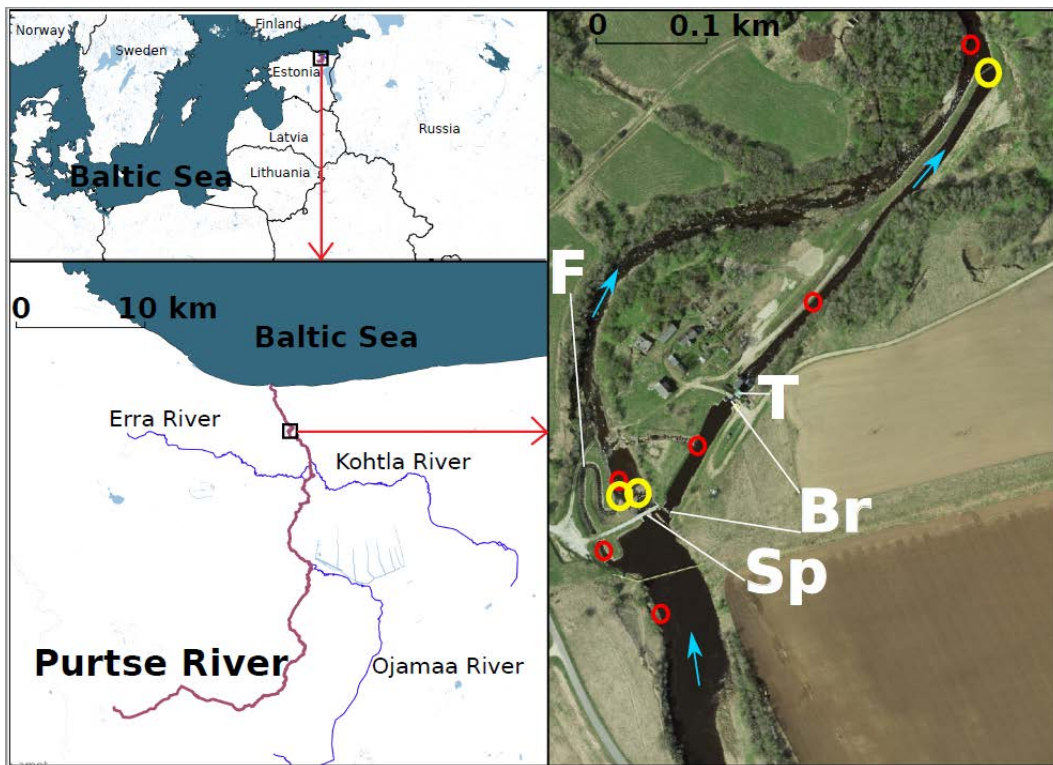 Norway
Finland
Sweden
Estonia
Russia
Latvia
Lithuania
Baltic Sea
0 10 km
Baltic Sea
Erra River
Kohtla River
Purtse River
Ojamaa River
0 0.1 km
F
T
Br
Sp